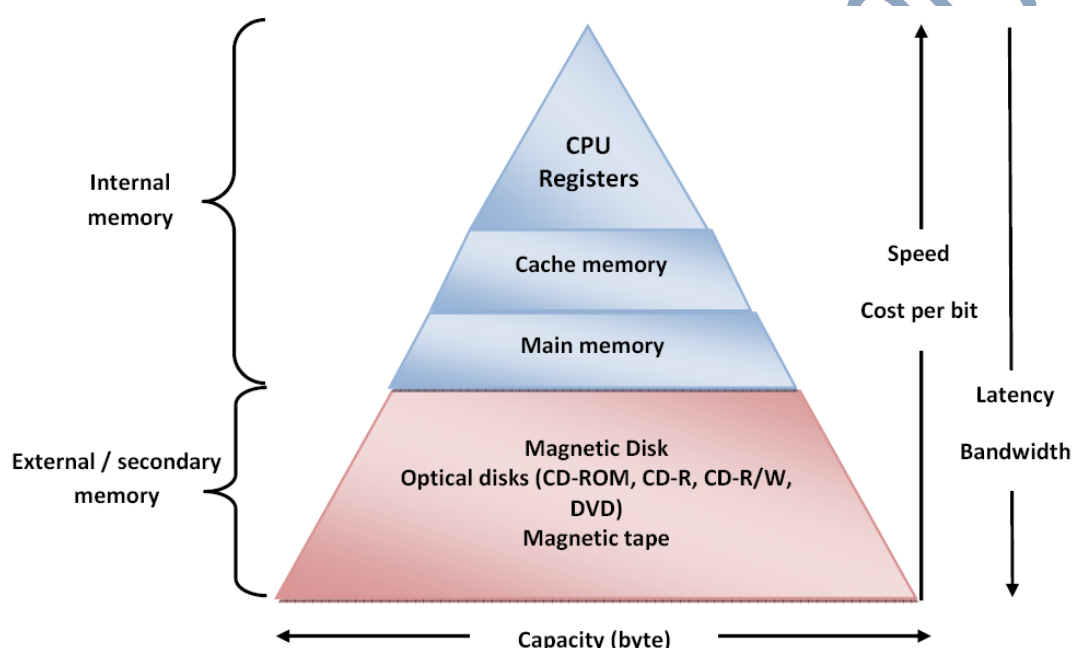 CPU
Registers
Internal
memory
Cache memory
Main memory
Speed
Cost per bit
Latency
Bandwidth
External / secondary
memory
Magnetic Disk
Optical disks (CD-ROM, CD-R, CD-R/W,
DVD)
Magnetic tape
Capacity (byte)